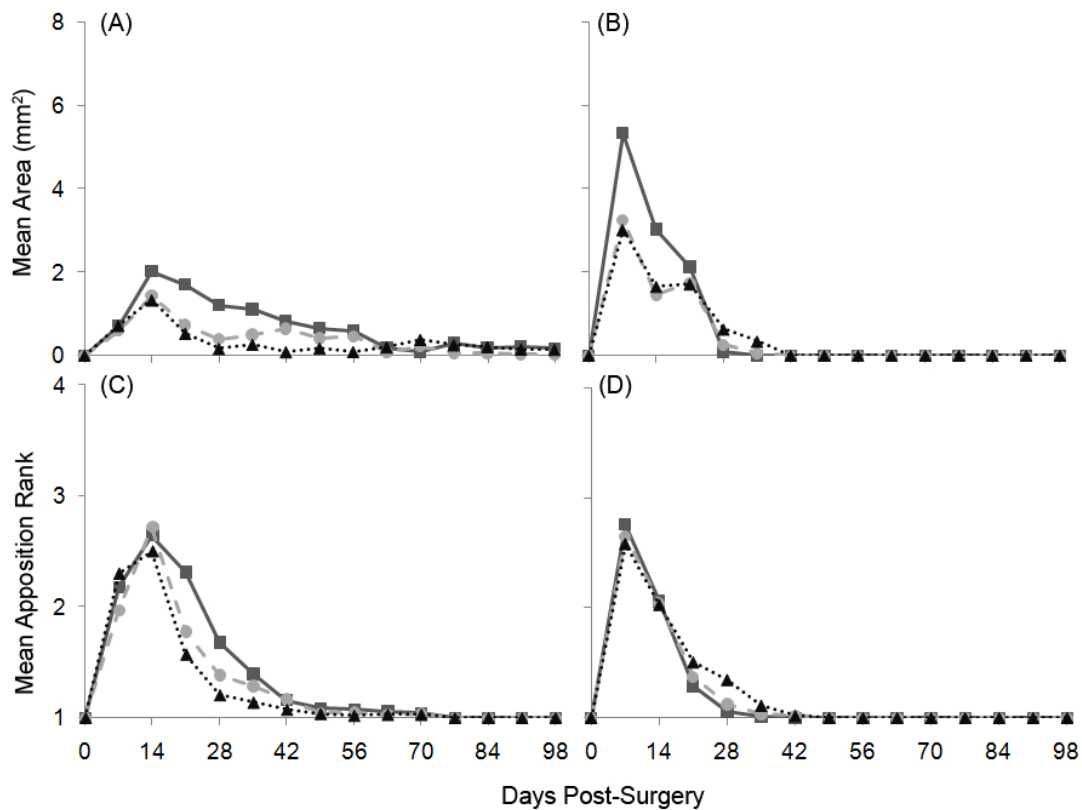 (A)
(B)
8
6
4
2
0
Mean Area (mm²)
(C)
(D)
4
3
2
1
Mean Apposition Rank
0 14 28 42 56 70 84 98
0 14 28 42 56 70 84 98
Days Post-Surgery